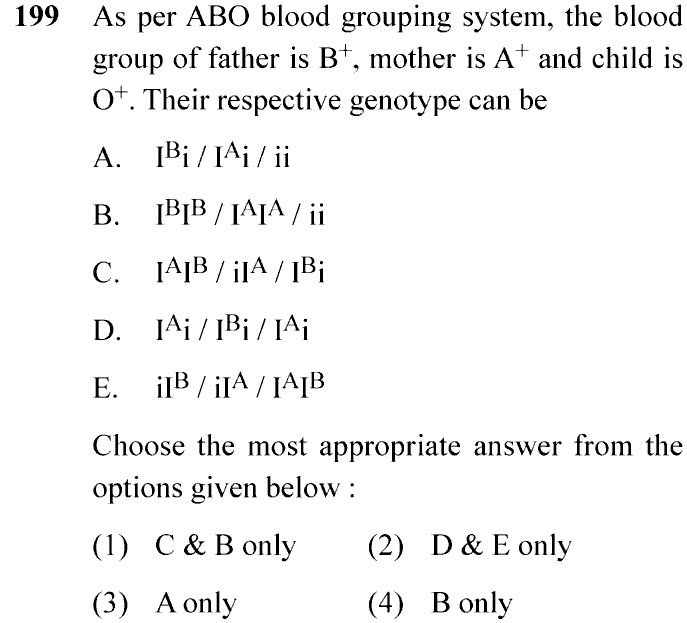 199 As per ABO blood grouping system, the blood
group of father is B⁺, mother is A⁺ and child is
O⁺. Their respective genotype can be
A. Iᴮi / Iᴬi / ii
B. IᴮIᴮ / IᴬIᴬ / ii
C. IᴬIᴮ / iIᴬ / Iᴮi
D. Iᴬi / Iᴮi / Iᴬi
E. iIᴮ / iIᴬ / IᴬIᴮ
Choose the most appropriate answer from the
options given below :
(1) C & B only (2) D & E only
(3) A only (4) B only